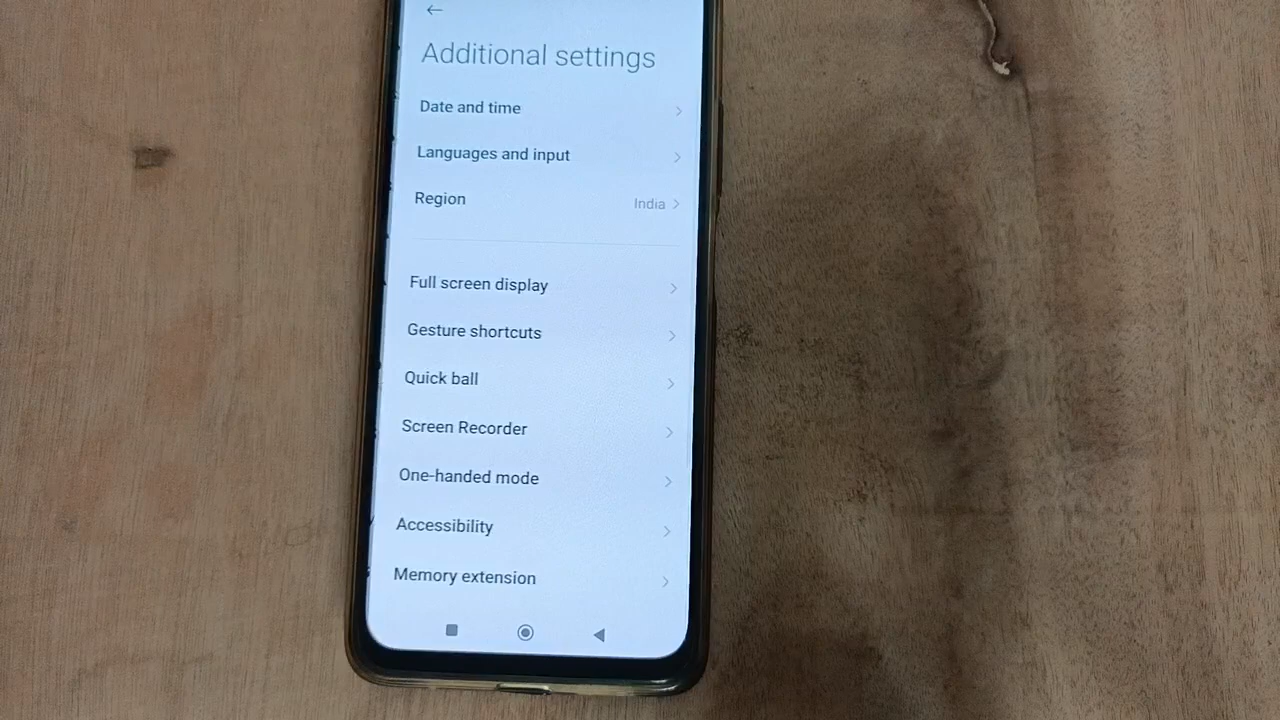 Additional settings
Date and time
Languages and input
Region
India
Full screen display
Gesture shortcuts
Quick ball
Screen Recorder
One-handed mode
Accessibility
Memory extension